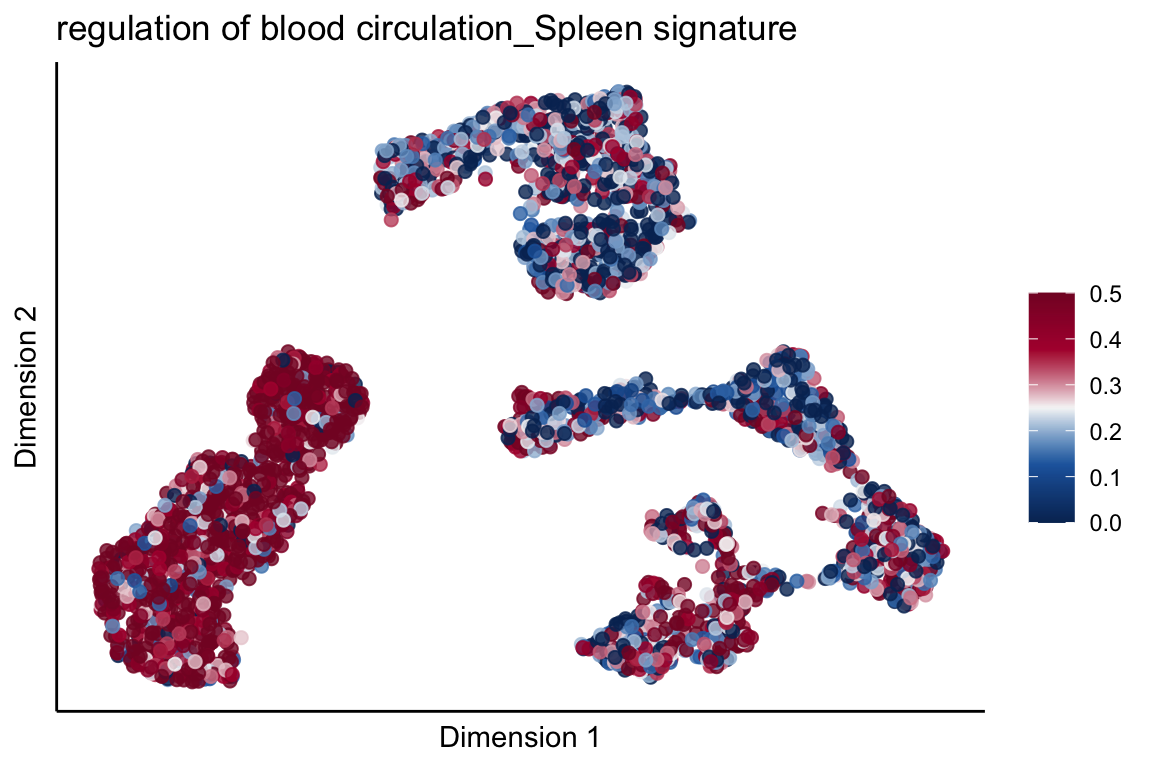 regulation of blood circulation_Spleen signature
Dimension 2
0.5
0.4
0.3
0.2
0.1
0.0
Dimension 1